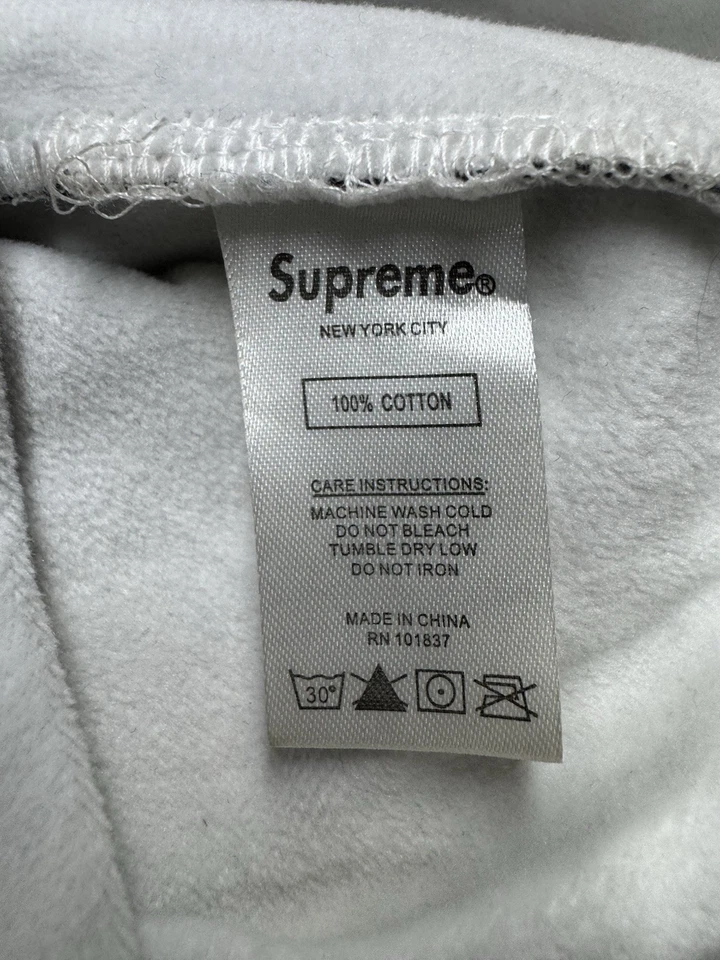 Supreme®
NEW YORK CITY
100% COTTON
CARE INSTRUCTIONS:
MACHINE WASH COLD
DO NOT BLEACH
TUMBLE DRY LOW
DO NOT IRON
MADE IN CHINA
RN 101837
30°